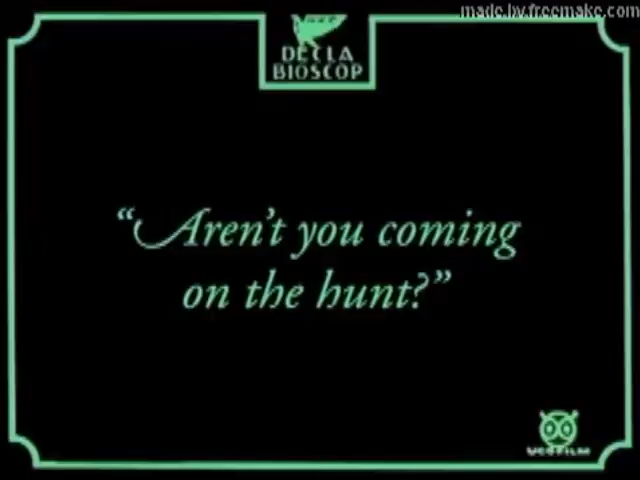 made.by.freemake.com
DECLA
BIOSCOP
“Aren’t you coming
on the hunt?”